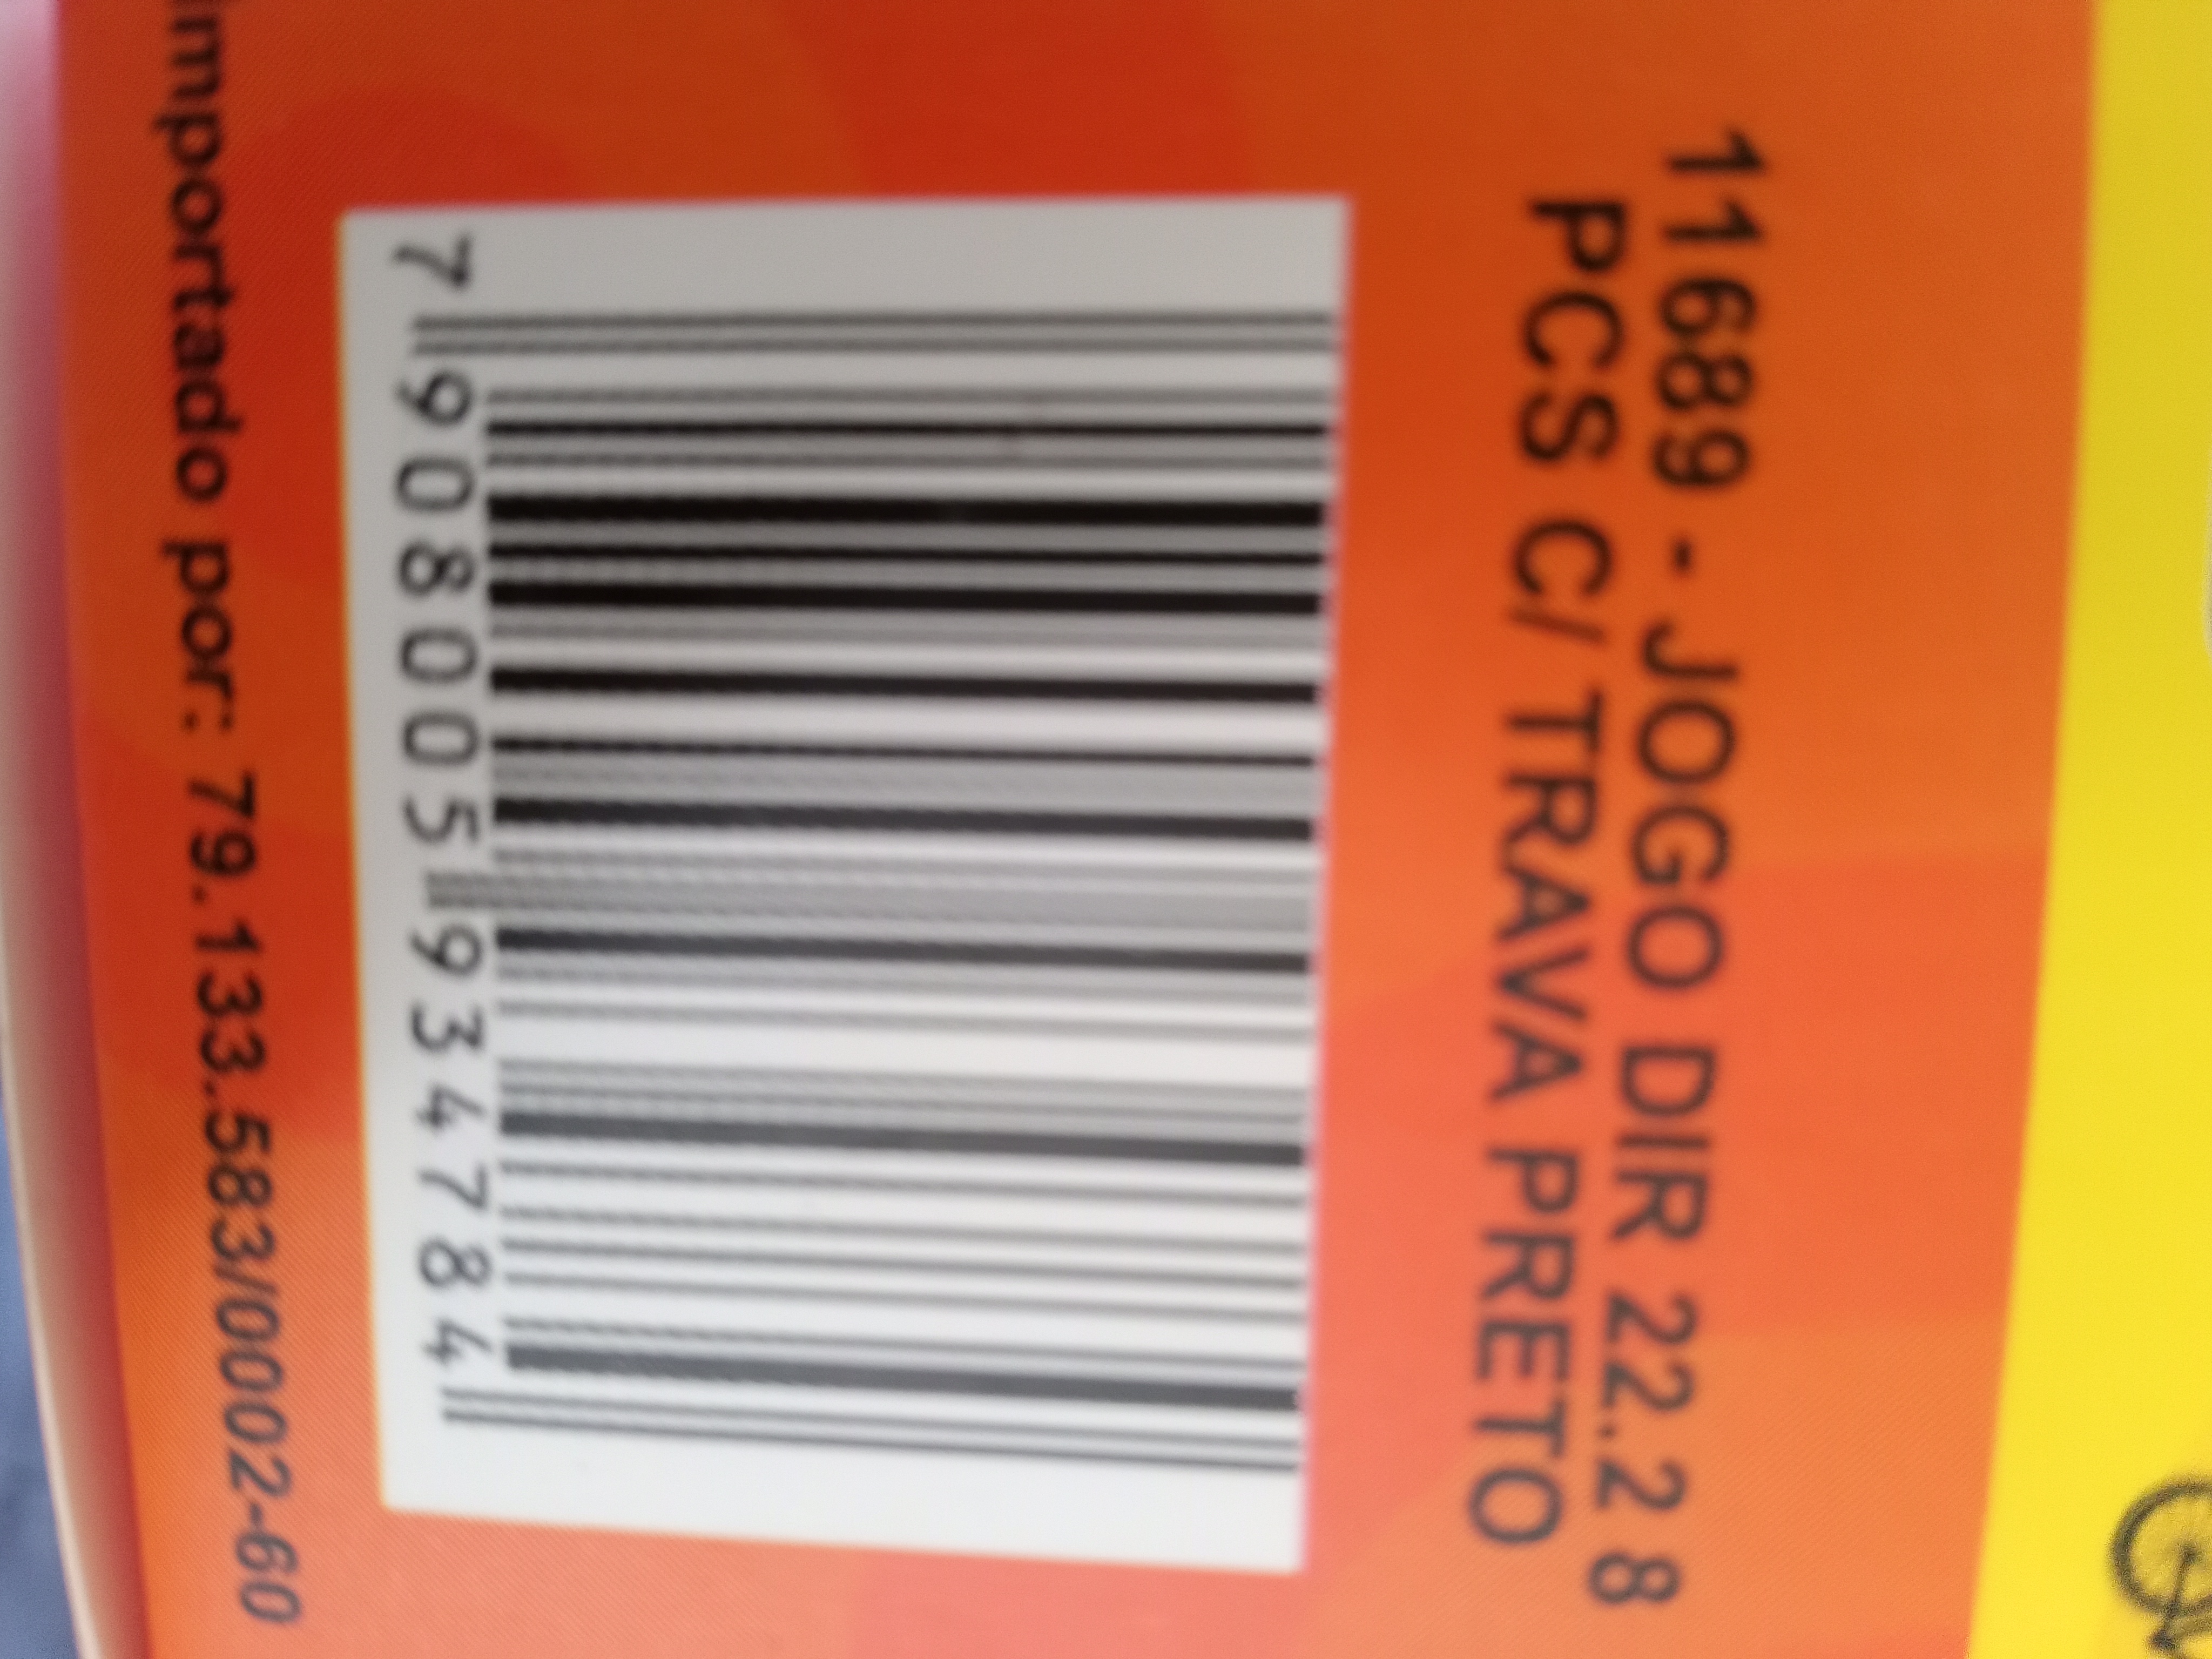 11689 - JOGO DIR 22.2 8
PCS C/ TRAVA PRETO
7 908005 934784
importado por: 79.133.583/0002-60